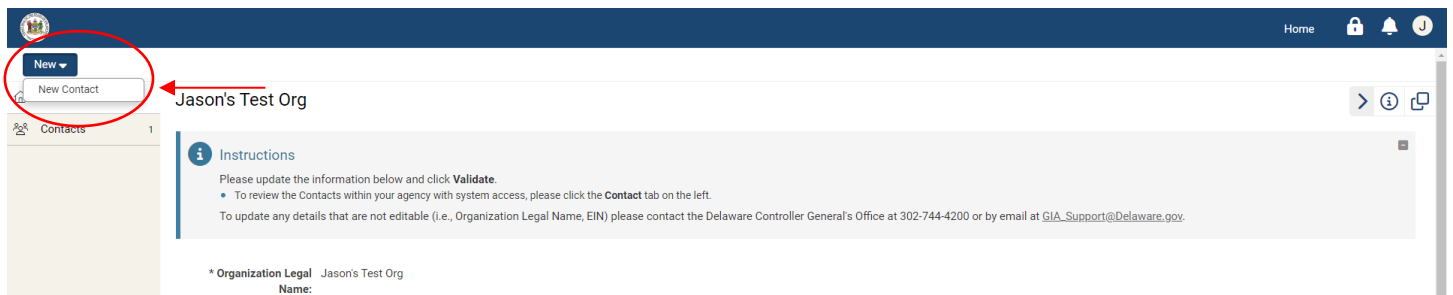 Home
J
New
New Contact
Jason's Test Org
Contacts 1
Instructions
Please update the information below and click Validate.
• To review the Contacts within your agency with system access, please click the Contact tab on the left.
To update any details that are not editable (i.e., Organization Legal Name, EIN) please contact the Delaware Controller General's Office at 302-744-4200 or by email at GIA_Support@Delaware.gov.
* Organization Legal Jason's Test Org
Name: